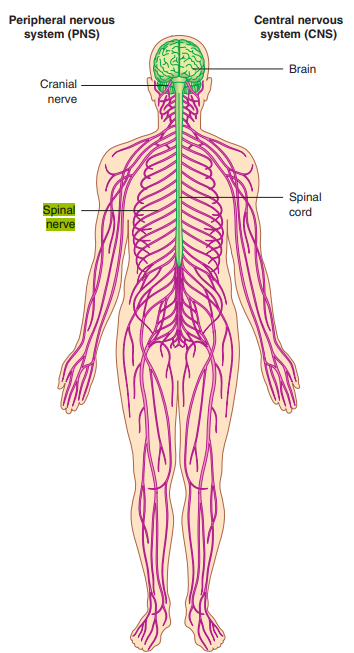 Peripheral nervous
system (PNS)
Central nervous
system (CNS)
Brain
Cranial
nerve
Spinal
nerve
Spinal
cord